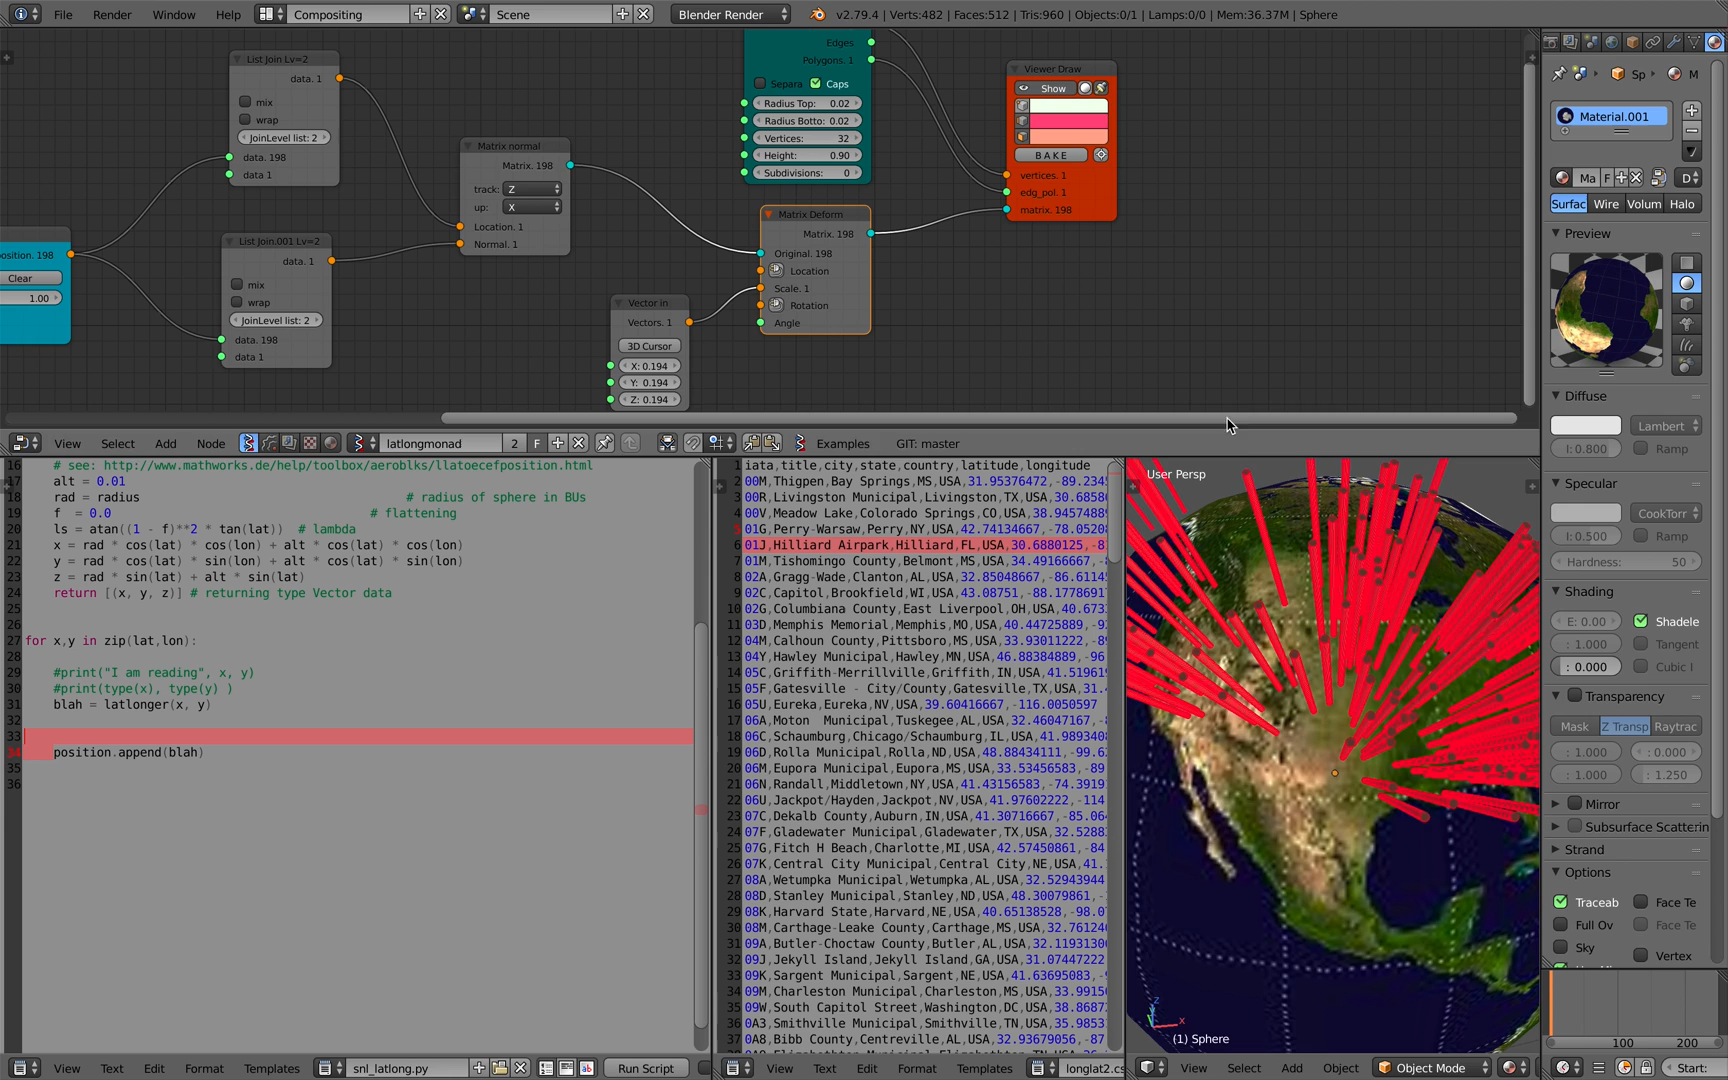 File Render Window Help Compositing Scene Blender Render v2.79.4 | Verts:482 | Faces:512 | Tris:960 | Objects:0/1 | Lamps:0/0 | Mem:36.37M | Sphere
List Join Lv=2
data. 1
mix
wrap
JoinLevel list: 2
data. 198
data 1
osition. 198
Clear
1.00
List Join.001 Lv=2
data. 1
mix
wrap
JoinLevel list: 2
data. 198
data 1
Matrix normal
Matrix. 198
track: Z
up: X
Location. 1
Normal. 1
Vector in
Vectors. 1
3D Cursor
X: 0.194
Y: 0.194
Z: 0.194
Edges
Polygons. 1
Separa Caps
Radius Top: 0.02
Radius Botto: 0.02
Vertices: 32
Height: 0.90
Subdivisions: 0
Matrix Deform
Matrix. 198
Original. 198
Location
Scale. 1
Rotation
Angle
Viewer Draw
Show
BAKE
vertices. 1
edg_pol. 1
matrix. 198
View Select Add Node latlongmonad 2 F Examples GIT: master
16 # see: http://www.mathworks.de/help/toolbox/aeroblks/llatoecefposition.html
17 alt = 0.01
18 rad = radius # radius of sphere in BUs
19 f = 0.0 # flattening
20 ls = atan((1 - f)**2 * tan(lat)) # lambda
21 x = rad * cos(lat) * cos(lon) + alt * cos(lat) * cos(lon)
22 y = rad * cos(lat) * sin(lon) + alt * cos(lat) * sin(lon)
23 z = rad * sin(lat) + alt * sin(lat)
24 return [(x, y, z)] # returning type Vector data
25
26
27 for x,y in zip(lat,lon):
28
29 #print("I am reading", x, y)
30 #print(type(x), type(y) )
31 blah = latlonger(x, y)
32
33
34 position.append(blah)
35
36
View Text Edit Format Templates snl_latlong.py Run Script
1 iata,title,city,state,country,latitude,longitude
2 00M,Thigpen,Bay Springs,MS,USA,31.95376472,-89.2345
3 00R,Livingston Municipal,Livingston,TX,USA,30.6858
4 00V,Meadow Lake,Colorado Springs,CO,USA,38.9457488
5 01G,Perry-Warsaw,Perry,NY,USA,42.74134667,-78.0520
6 01J,Hilliard Airpark,Hilliard,FL,USA,30.6880125,-8
7 01M,Tishomingo County,Belmont,MS,USA,34.49166667,-
8 02A,Gragg-Wade,Clanton,AL,USA,32.85048667,-86.6114
9 02C,Capitol,Brookfield,WI,USA,43.08751,-88.1778691
10 02G,Columbiana County,East Liverpool,OH,USA,40.673
11 03D,Memphis Memorial,Memphis,MO,USA,40.44725889,-9
12 04M,Calhoun County,Pittsboro,MS,USA,33.93011222,-8
13 04Y,Hawley Municipal,Hawley,MN,USA,46.88384889,-96
14 05C,Griffith-Merrillville,Griffith,IN,USA,41.51961
15 05F,Gatesville - City/County,Gatesville,TX,USA,31.
16 05U,Eureka,Eureka,NV,USA,39.60416667,-116.0050597
17 06A,Moton Municipal,Tuskegee,AL,USA,32.46047167,-
18 06C,Schaumburg,Chicago/Schaumburg,IL,USA,41.989340
19 06D,Rolla Municipal,Rolla,ND,USA,48.88434111,-99.6
20 06M,Eupora Municipal,Eupora,MS,USA,33.53456583,-89
21 06N,Randall,Middletown,NY,USA,41.43156583,-74.3919
22 06U,Jackpot/Hayden,Jackpot,NV,USA,41.97602222,-114
23 07C,Dekalb County,Auburn,IN,USA,41.30716667,-85.06
24 07F,Gladewater Municipal,Gladewater,TX,USA,32.5288
25 07G,Fitch H Beach,Charlotte,MI,USA,42.57450861,-84
26 07K,Central City Municipal,Central City,NE,USA,41.
27 08A,Wetumpka Municipal,Wetumpka,AL,USA,32.52943944
28 08D,Stanley Municipal,Stanley,ND,USA,48.30079861,-
29 08K,Harvard State,Harvard,NE,USA,40.65138528,-98.0
30 08M,Carthage-Leake County,Carthage,MS,USA,32.76124
31 09A,Butler-Choctaw County,Butler,AL,USA,32.1193130
32 09J,Jekyll Island,Jekyll Island,GA,USA,31.07447222
33 09K,Sargent Municipal,Sargent,NE,USA,41.63695083,-
34 09M,Charleston Municipal,Charleston,MS,USA,33.9915
35 09W,South Capitol Street,Washington,DC,USA,38.8687
36 0A3,Smithville Municipal,Smithville,TN,USA,35.9853
37 0A8,Bibb County,Centreville,AL,USA,32.93679056,-87
View Text Edit Format Templates longlat2.cs
User Persp
(1) Sphere
View Select Add Object Object Mode
Sp M
Material.001
Ma F D
Surfac Wire Volum Halo
Preview
Diffuse
Lambert
I: 0.800 Ramp
Specular
CookTorr
I: 0.500 Ramp
Hardness: 50
Shading
E: 0.00 Shadele
: 1.000 Tangent
: 0.000 Cubic I
Transparency
Mask Z Transp Raytrac
: 1.000 : 0.000
: 1.000 : 1.250
Mirror
Subsurface Scatterin
Strand
Options
Traceab Face Te
Full Ov Face Te
Sky
Vertex
100 200
Start: